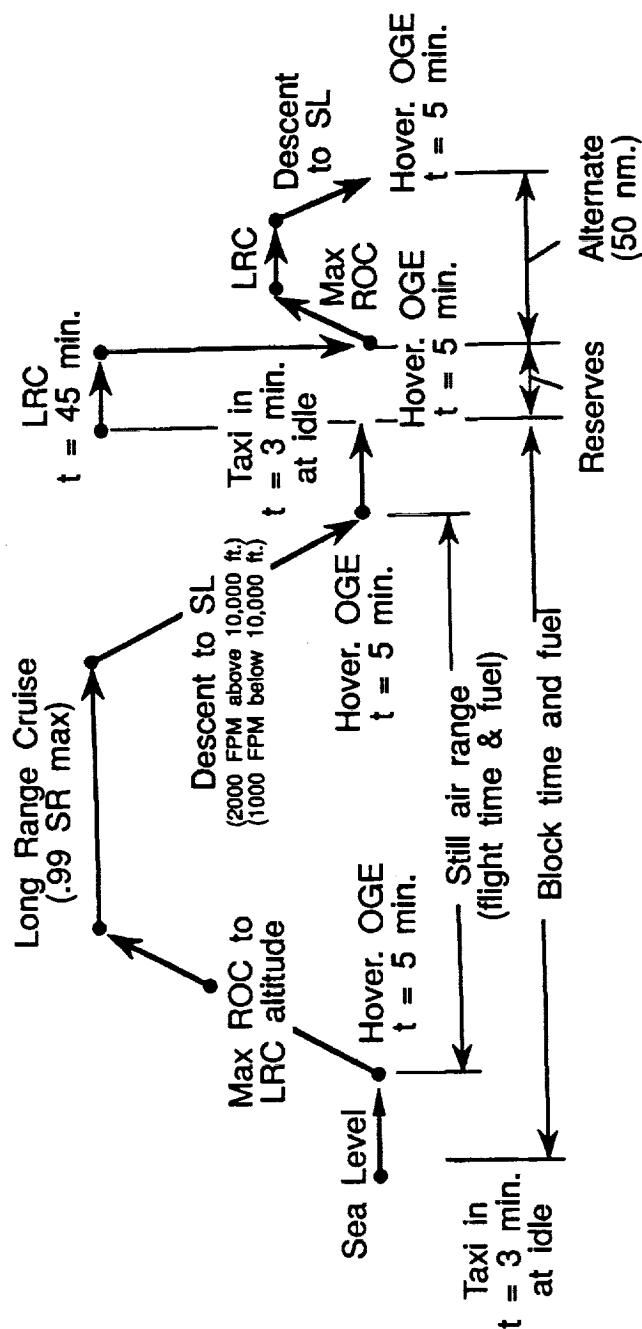 Long Range Cruise
(.99 SR max)
Max ROC to
LRC altitude
Sea Level
Hover. OGE
t = 5 min.
Taxi in
t = 3 min.
at idle
Descent to SL
(2000 FPM above 10,000 ft.)
(1000 FPM below 10,000 ft.)
Hover. OGE
t = 5 min.
Still air range
(flight time & fuel)
Block time and fuel
LRC
t = 45 min.
Taxi in
t = 3 min.
at idle
Hover. OGE
t = 5 min.
Reserves
Max
ROC
LRC
Descent
to SL
Hover. OGE
t = 5 min.
Alternate
(50 nm.)